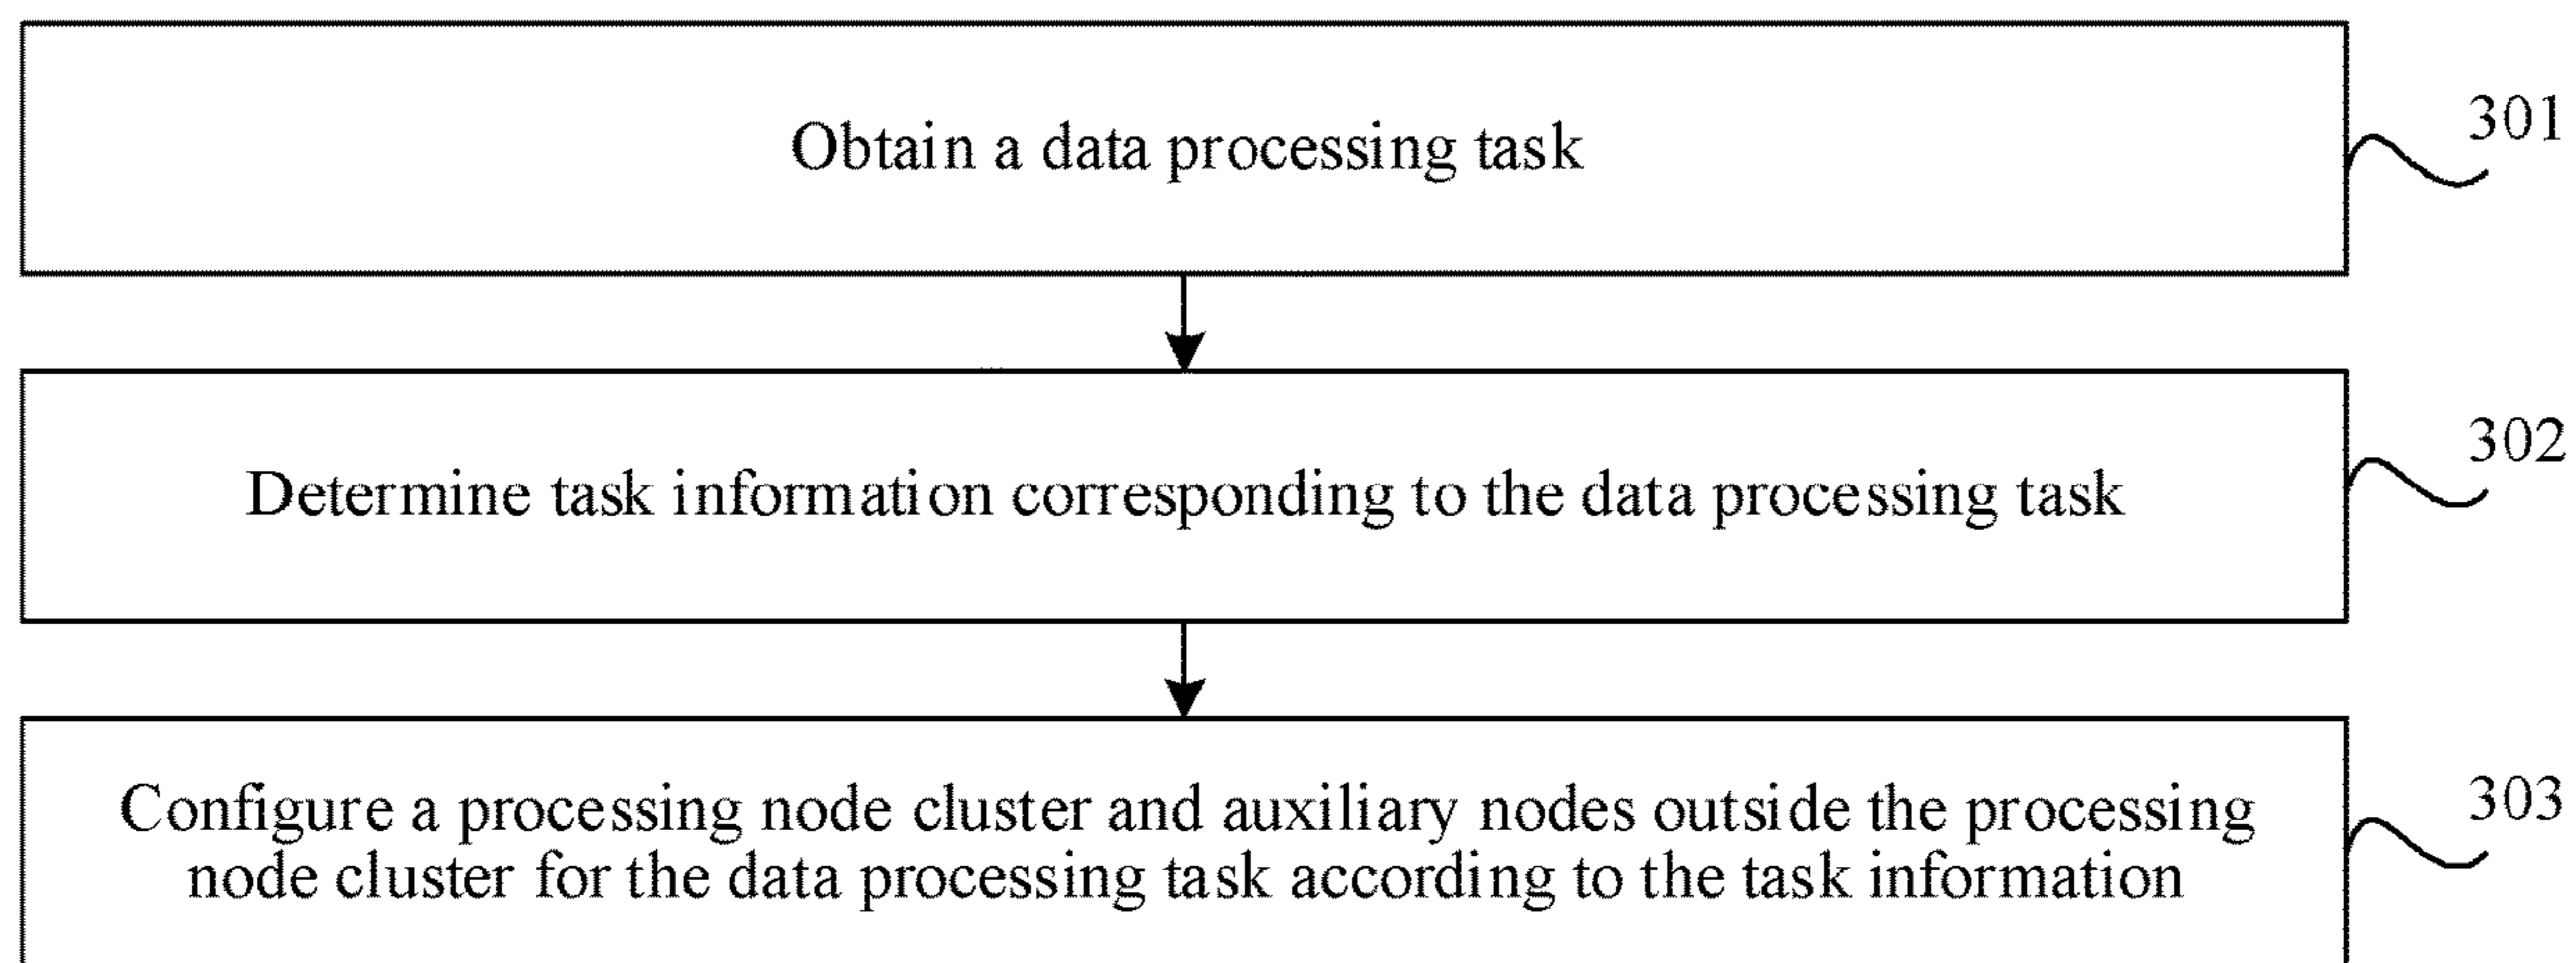 Obtain a data processing task
301
Determine task information corresponding to the data processing task
302
Configure a processing node cluster and auxiliary nodes outside the processing
node cluster for the data processing task according to the task information
303